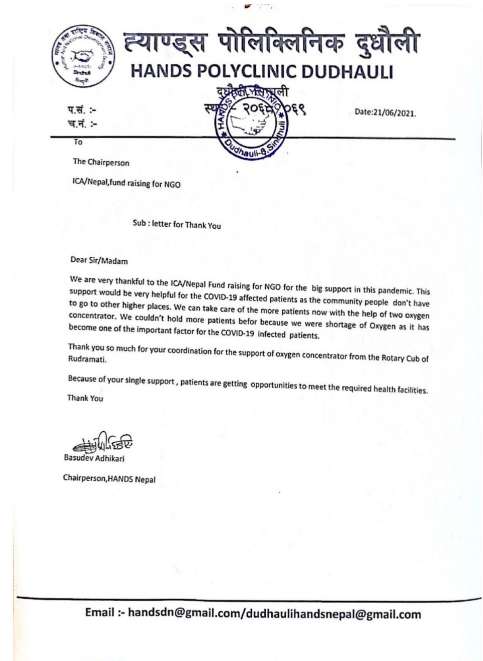 ह्याण्ड्स पोलिक्लिनिक दुधौली
HANDS POLYCLINIC DUDHAULI
प.सं. :-
च.नं. :-
Date:21/06/2021.
HANDS POLYCLINIC
Dudhauli-8, Sindhuli
To
The Chairperson
ICA/Nepal,fund raising for NGO
Sub : letter for Thank You
Dear Sir/Madam
We are very thankful to the ICA/Nepal Fund raising for NGO for the big support in this pandemic. This
support would be very helpful for the COVID-19 affected patients as the community people don't have
to go to other higher places. We can take care of the more patients now with the help of two oxygen
concentrator. We couldn't hold more patients befor because we were shortage of Oxygen as it has
become one of the important factor for the COVID-19 infected patients.
Thank you so much for your coordination for the support of oxygen concentrator from the Rotary Cub of
Rudramati.
Because of your single support , patients are getting opportunities to meet the required health facilities.
Thank You
Basudev Adhikari
Chairperson,HANDS Nepal
Email :- handsdn@gmail.com/dudhaulihandsnepal@gmail.com